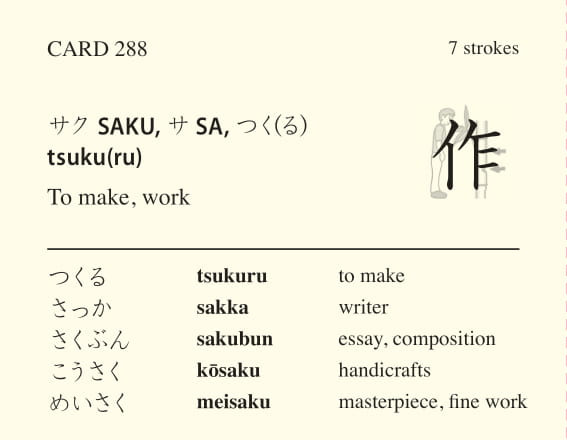 CARD 288 7 strokes
サク SAKU, サ SA, つく(る)
tsuku(ru)
To make, work
作
つくる tsukuru to make
さっか sakka writer
さくぶん sakubun essay, composition
こうさく kōsaku handicrafts
めいさく meisaku masterpiece, fine work